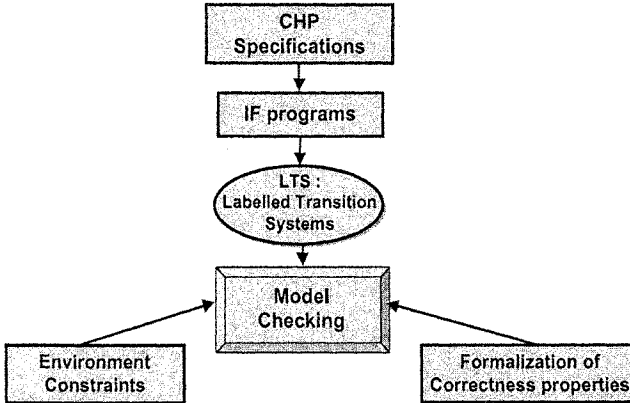 CHP
Specifications
IF programs
LTS :
Labelled Transition
Systems
Model
Checking
Environment
Constraints
Formalization of
Correctness properties